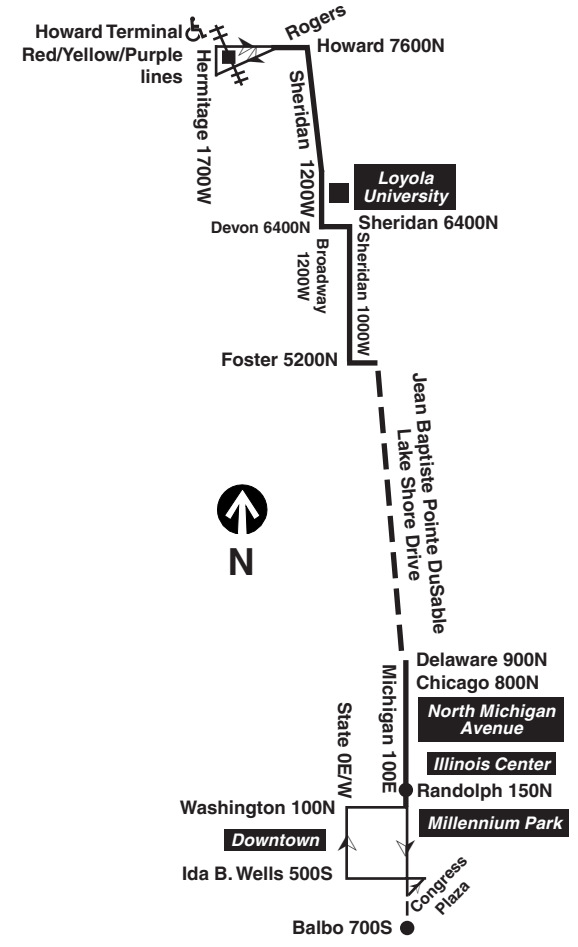 Howard Terminal
Red/Yellow/Purple
lines
Rogers
Howard 7600N
Hermitage 1700W
Sheridan 1200W
Loyola
University
Devon 6400N
Sheridan 6400N
Broadway
1200W
Sheridan 1000W
Foster 5200N
Jean Baptiste Pointe DuSable
Lake Shore Drive
N
Delaware 900N
Chicago 800N
Michigan 100E
North Michigan
Avenue
State 0E/W
Illinois Center
Randolph 150N
Washington 100N
Millennium Park
Downtown
Ida B. Wells 500S
Congress
Plaza
Balbo 700S